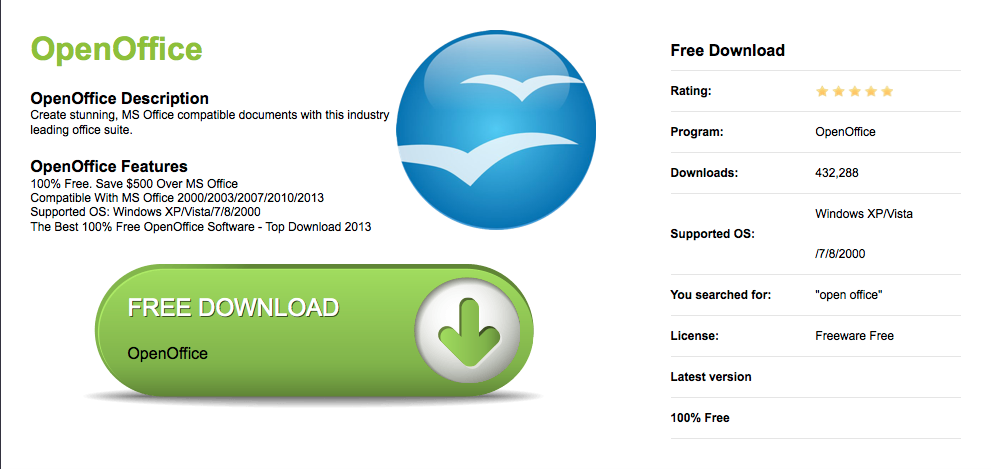 OpenOffice
OpenOffice Description
Create stunning, MS Office compatible documents with this industry
leading office suite.
OpenOffice Features
100% Free. Save $500 Over MS Office
Compatible With MS Office 2000/2003/2007/2010/2013
Supported OS: Windows XP/Vista/7/8/2000
The Best 100% Free OpenOffice Software - Top Download 2013
FREE DOWNLOAD
OpenOffice
Free Download
Rating:
Program: OpenOffice
Downloads: 432,288
Supported OS: Windows XP/Vista
/7/8/2000
You searched for: "open office"
License: Freeware Free
Latest version
100% Free